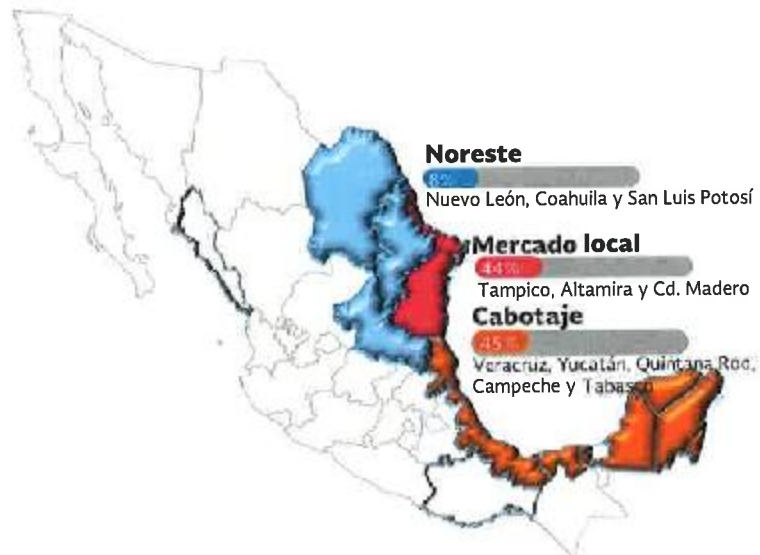 Noreste
8%
Nuevo León, Coahuila y San Luis Potosí
Mercado local
44%
Tampico, Altamira y Cd. Madero
Cabotaje
45%
Veracruz, Yucatán, Quintana Roo,
Campeche y Tabasco